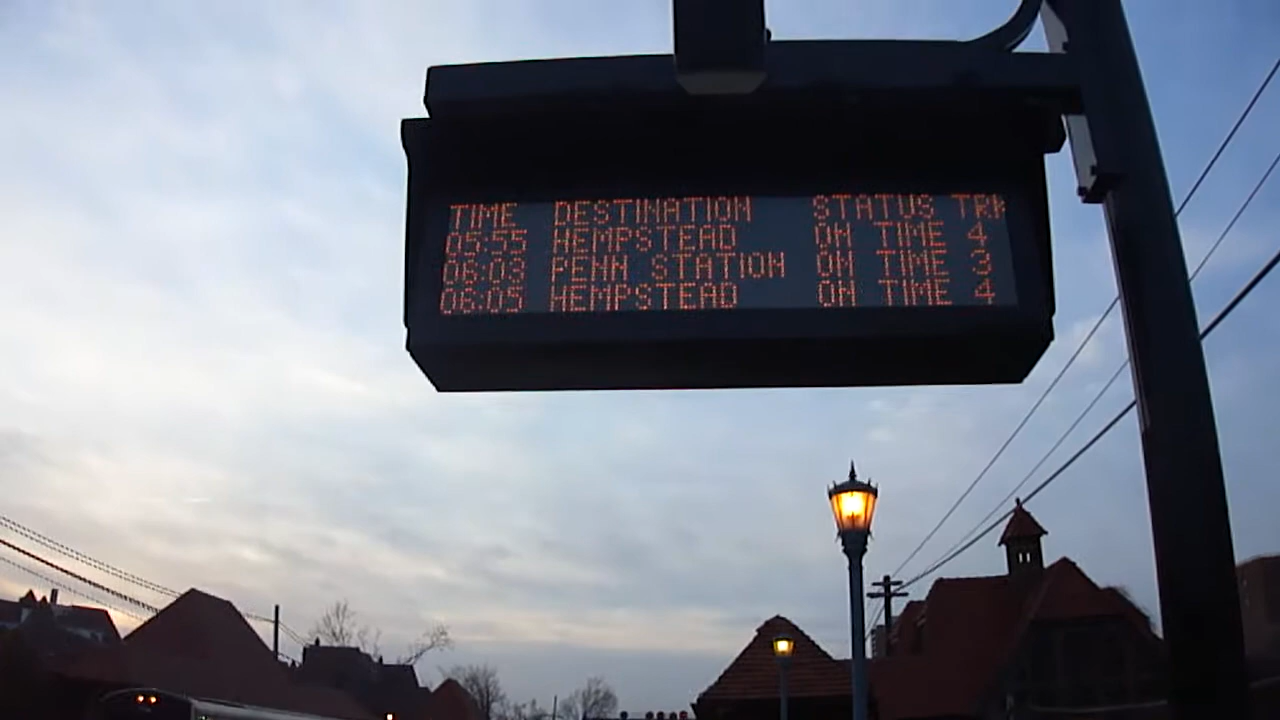 TIME DESTINATION STATUS TRK
05:55 HEMPSTEAD ON TIME 4
06:03 PENN STATION ON TIME 3
06:05 HEMPSTEAD ON TIME 4